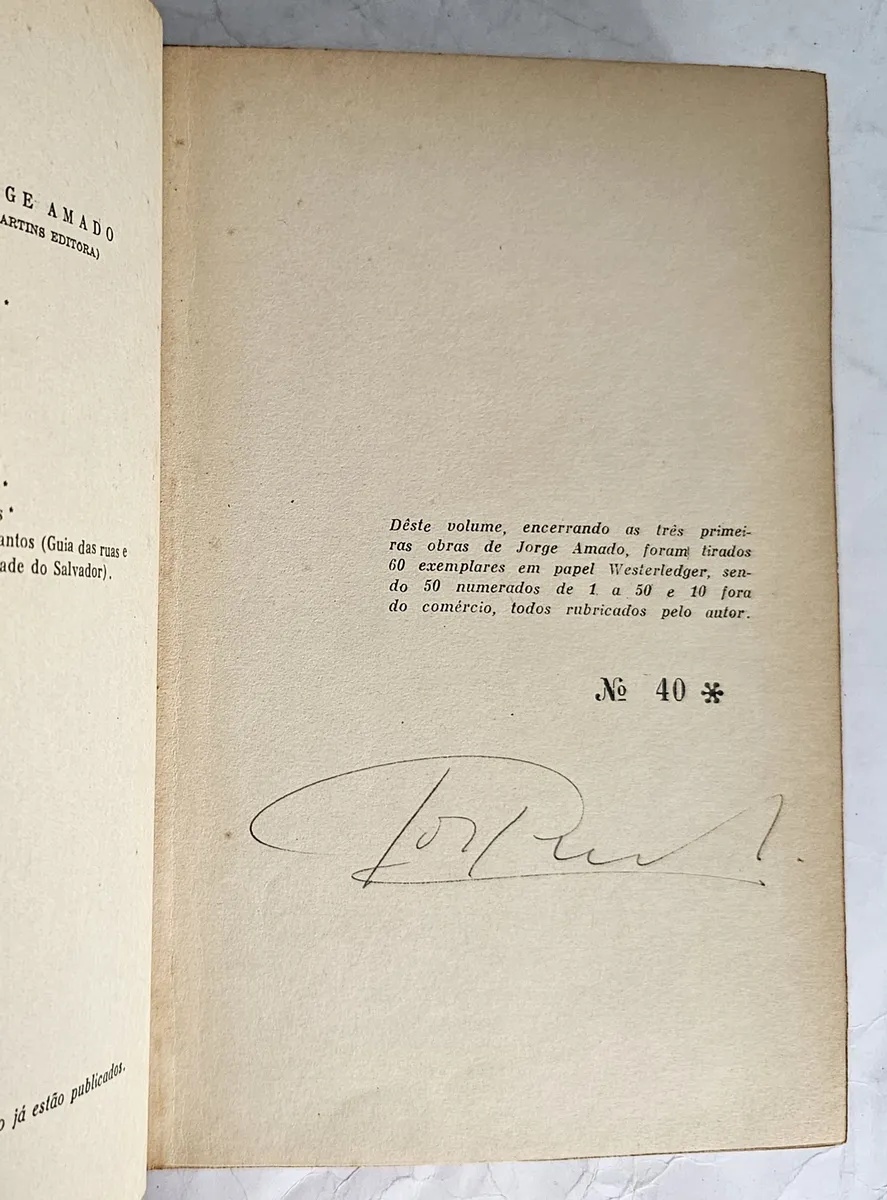 GE AMADO
ARTINS EDITORA)
*
*
s *
antos (Guia das ruas e
ade do Salvador).
o já estão publicados.
Dêste volume, encerrando as três primei-
ras obras de Jorge Amado, foram tirados
60 exemplares em papel Westerledger, sen-
do 50 numerados de 1 a 50 e 10 fora
do comércio, todos rubricados pelo autor.
Nº 40 *